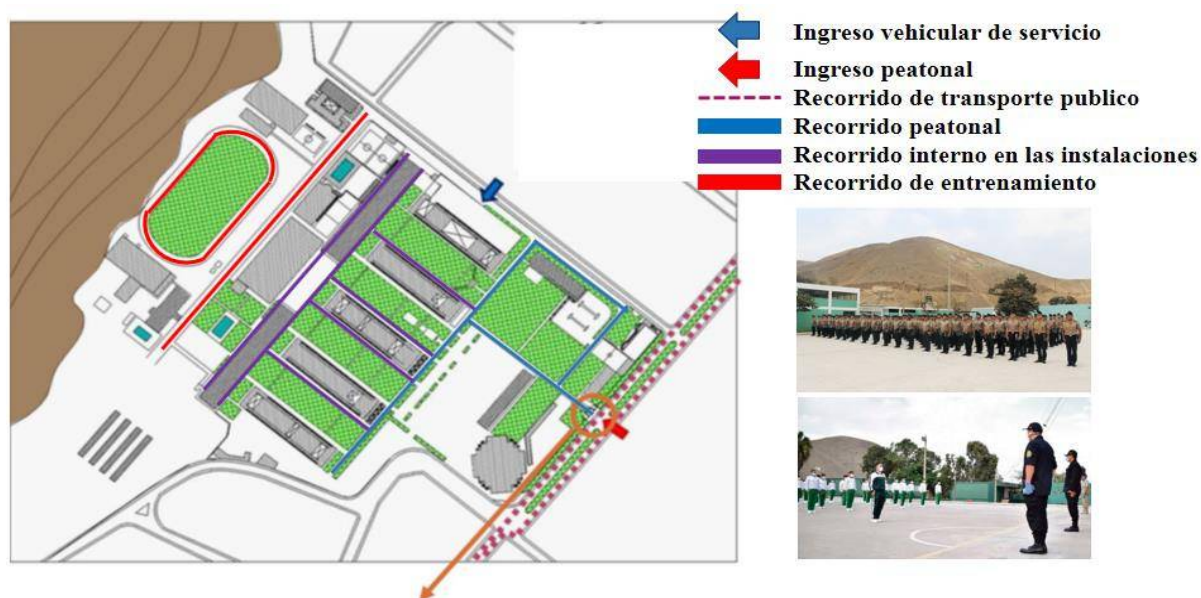 Ingreso vehicular de servicio
Ingreso peatonal
Recorrido de transporte publico
Recorrido peatonal
Recorrido interno en las instalaciones
Recorrido de entrenamiento